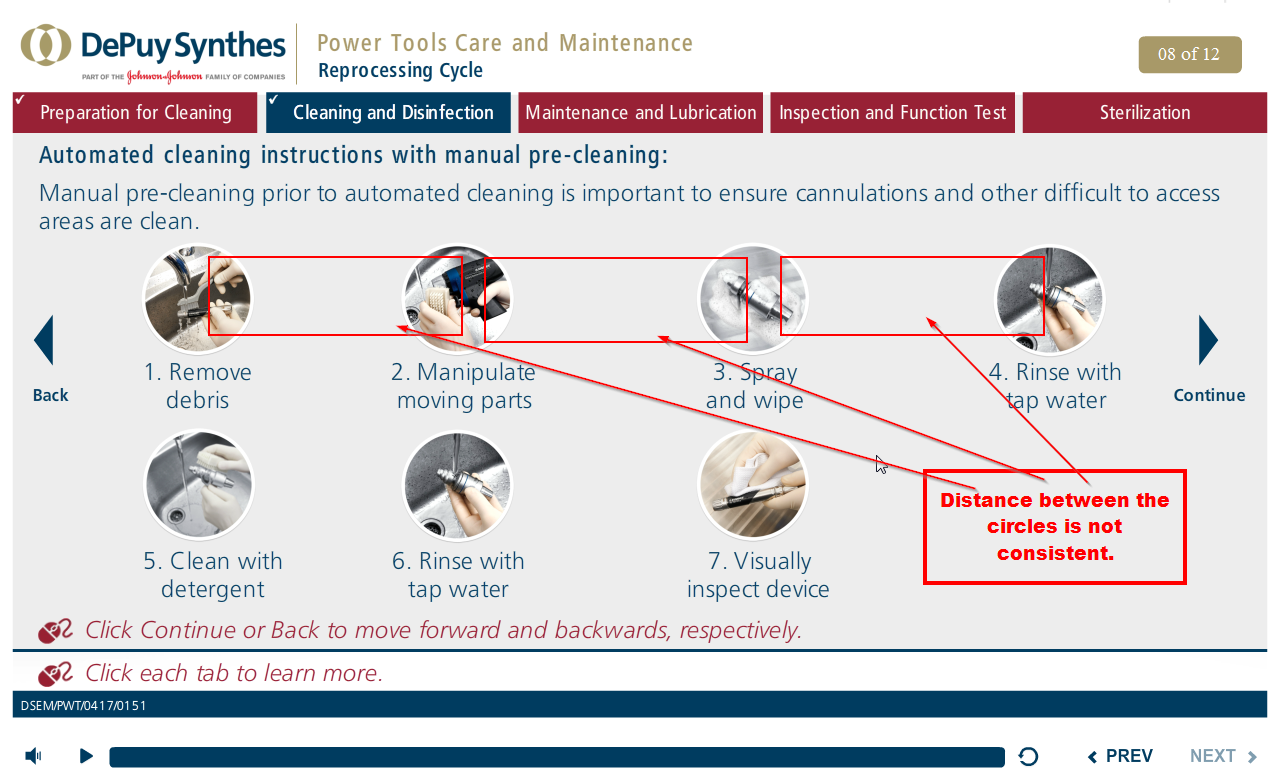 DePuy Synthes
PART OF THE Johnson & Johnson FAMILY OF COMPANIES
Power Tools Care and Maintenance
Reprocessing Cycle
08 of 12
Preparation for Cleaning
Cleaning and Disinfection
Maintenance and Lubrication
Inspection and Function Test
Sterilization
Automated cleaning instructions with manual pre-cleaning:
Manual pre-cleaning prior to automated cleaning is important to ensure cannulations and other difficult to access
areas are clean.
Back
Continue
1. Remove
debris
2. Manipulate
moving parts
3. Spray
and wipe
4. Rinse with
tap water
Distance between the
circles is not
consistent.
5. Clean with
detergent
6. Rinse with
tap water
7. Visually
inspect device
Click Continue or Back to move forward and backwards, respectively.
Click each tab to learn more.
DSEM/PWT/0417/0151
PREV
NEXT